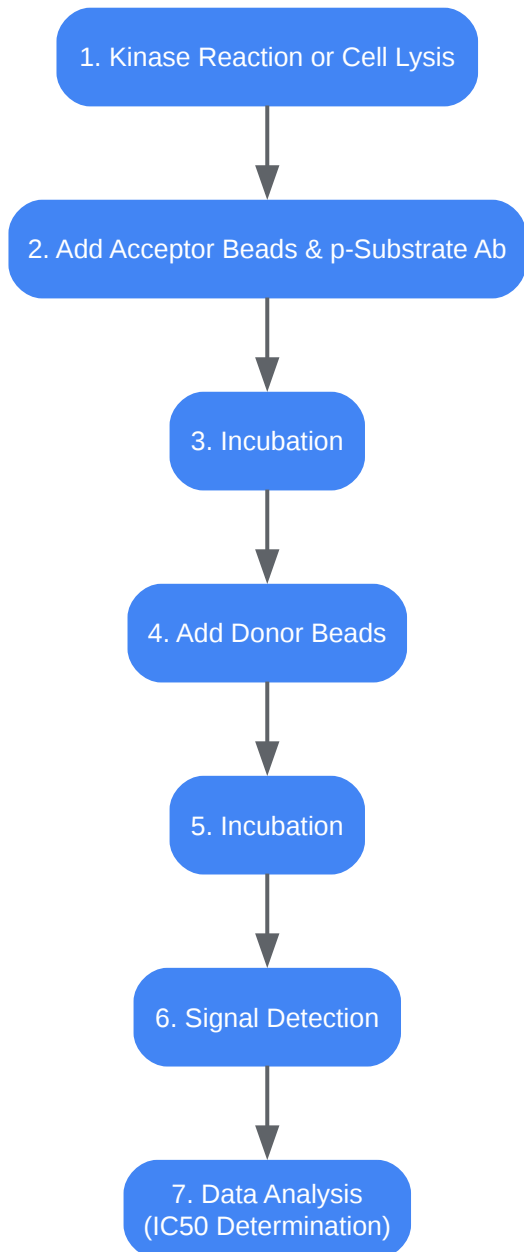 1. Kinase Reaction or Cell Lysis
2. Add Acceptor Beads & p-Substrate Ab
3. Incubation
4. Add Donor Beads
5. Incubation
6. Signal Detection
7. Data Analysis
(IC50 Determination)